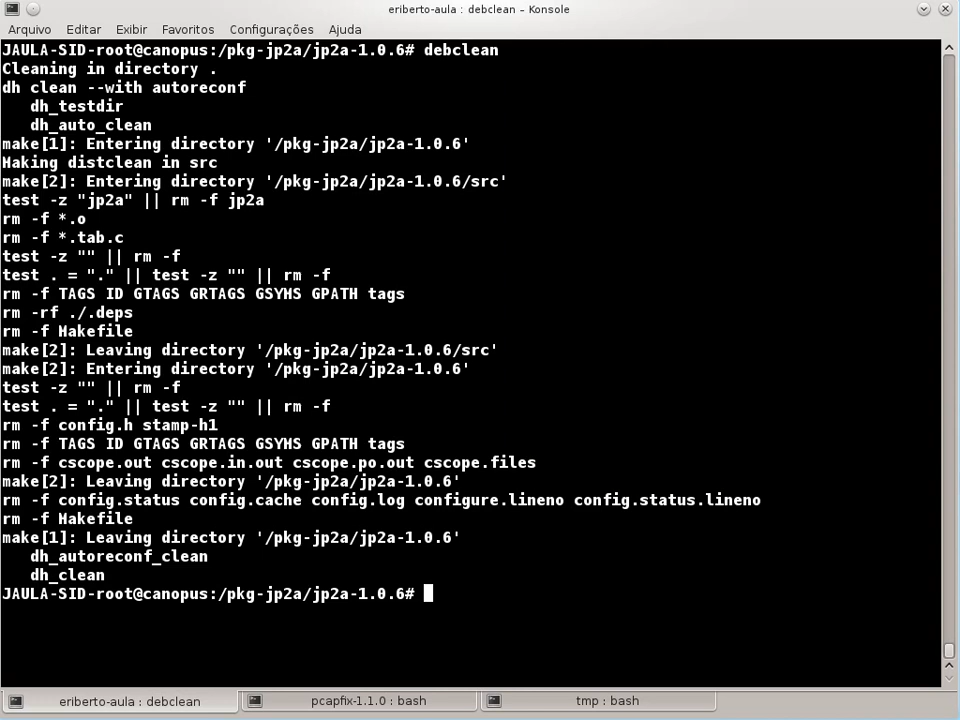 eriberto-aula : debclean – Konsole
Arquivo Editar Exibir Favoritos Configurações Ajuda
JAULA-SID-root@canopus:/pkg-jp2a/jp2a-1.0.6# debclean
Cleaning in directory .
dh clean --with autoreconf
   dh_testdir
   dh_auto_clean
make[1]: Entering directory '/pkg-jp2a/jp2a-1.0.6'
Making distclean in src
make[2]: Entering directory '/pkg-jp2a/jp2a-1.0.6/src'
test -z "jp2a" || rm -f jp2a
rm -f *.o
rm -f *.tab.c
test -z "" || rm -f
test . = "." || test -z "" || rm -f
rm -f TAGS ID GTAGS GRTAGS GSYMS GPATH tags
rm -rf ./.deps
rm -f Makefile
make[2]: Leaving directory '/pkg-jp2a/jp2a-1.0.6/src'
make[2]: Entering directory '/pkg-jp2a/jp2a-1.0.6'
test -z "" || rm -f
test . = "." || test -z "" || rm -f
rm -f config.h stamp-h1
rm -f TAGS ID GTAGS GRTAGS GSYMS GPATH tags
rm -f cscope.out cscope.in.out cscope.po.out cscope.files
make[2]: Leaving directory '/pkg-jp2a/jp2a-1.0.6'
rm -f config.status config.cache config.log configure.lineno config.status.lineno
rm -f Makefile
make[1]: Leaving directory '/pkg-jp2a/jp2a-1.0.6'
   dh_autoreconf_clean
   dh_clean
JAULA-SID-root@canopus:/pkg-jp2a/jp2a-1.0.6#
eriberto-aula : debclean pcapfix-1.1.0 : bash tmp : bash